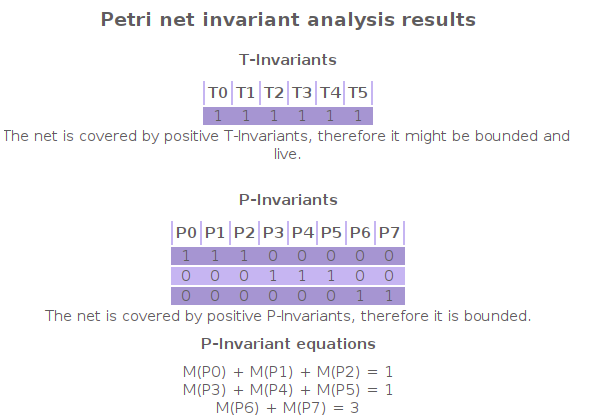 Petri net invariant analysis results
T-Invariants
T0 T1 T2 T3 T4 T5
1 1 1 1 1 1
The net is covered by positive T-Invariants, therefore it might be bounded and
live.
P-Invariants
P0 P1 P2 P3 P4 P5 P6 P7
1 1 1 0 0 0 0 0
0 0 0 1 1 1 0 0
0 0 0 0 0 0 1 1
The net is covered by positive P-Invariants, therefore it is bounded.
P-Invariant equations
M(P0) + M(P1) + M(P2) = 1
M(P3) + M(P4) + M(P5) = 1
M(P6) + M(P7) = 3